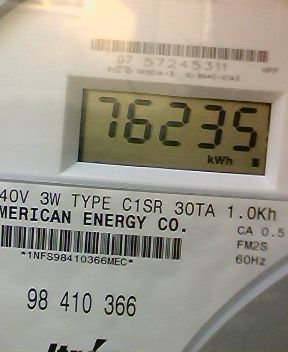 07 57245311
76235
kWh
40V 3W TYPE C1SR 30TA 1.0Kh
MERICAN ENERGY CO.
CA 0.5
FM2S
*1NFS98410366MEC*
60Hz
98 410 366